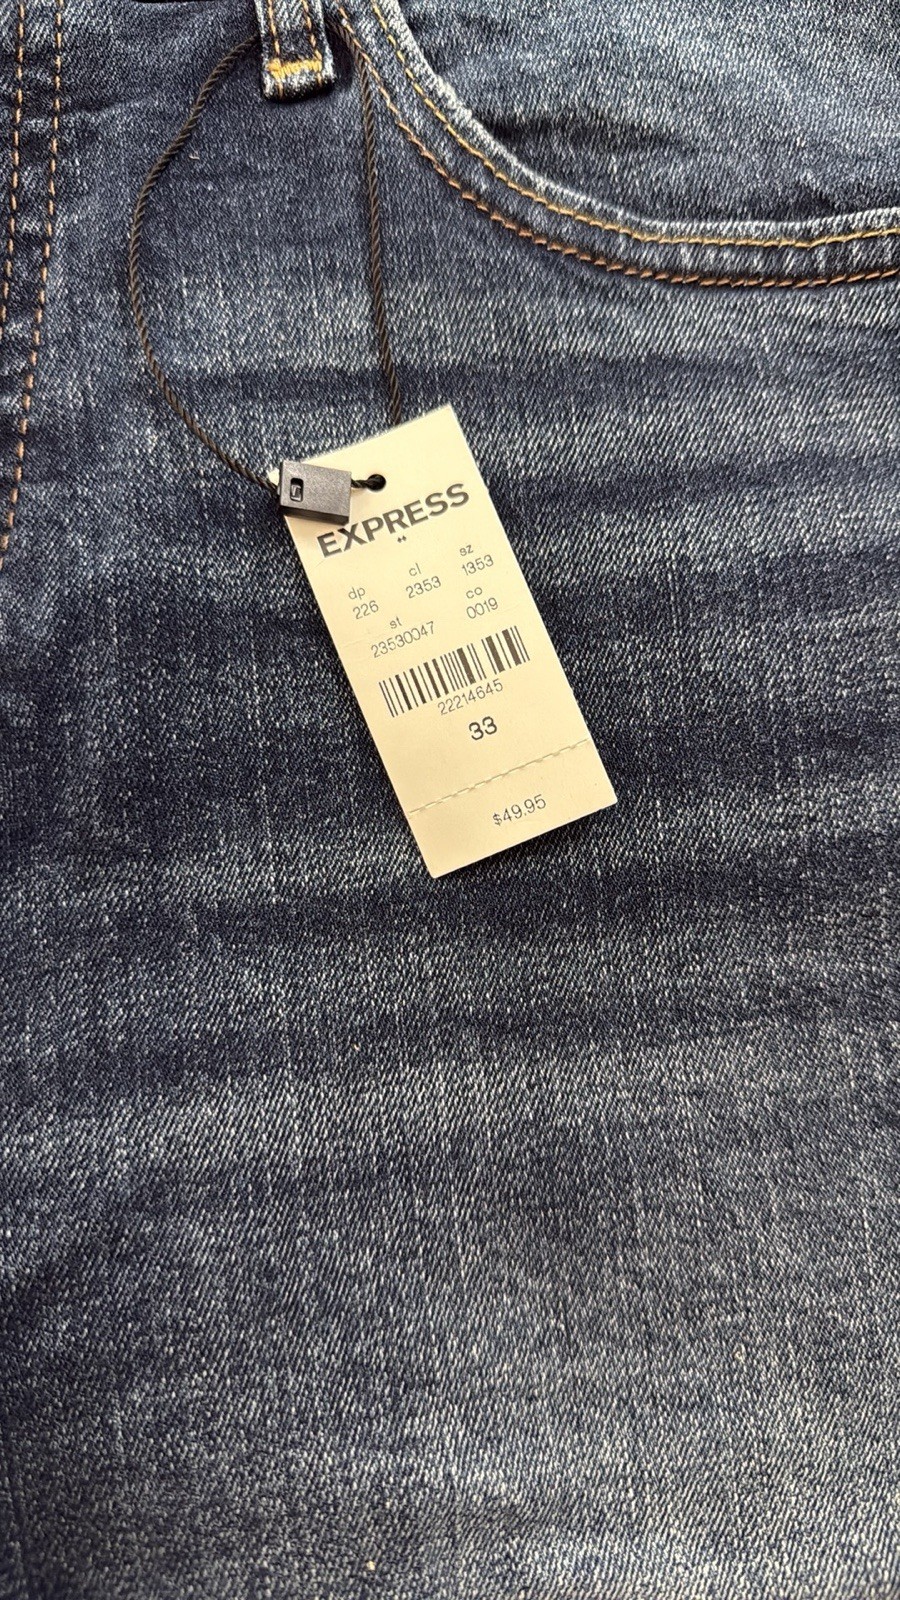 EXPRESS
dp cl sz
226 2353 1353
st co
23530047 0019
22214645
33
$49.95